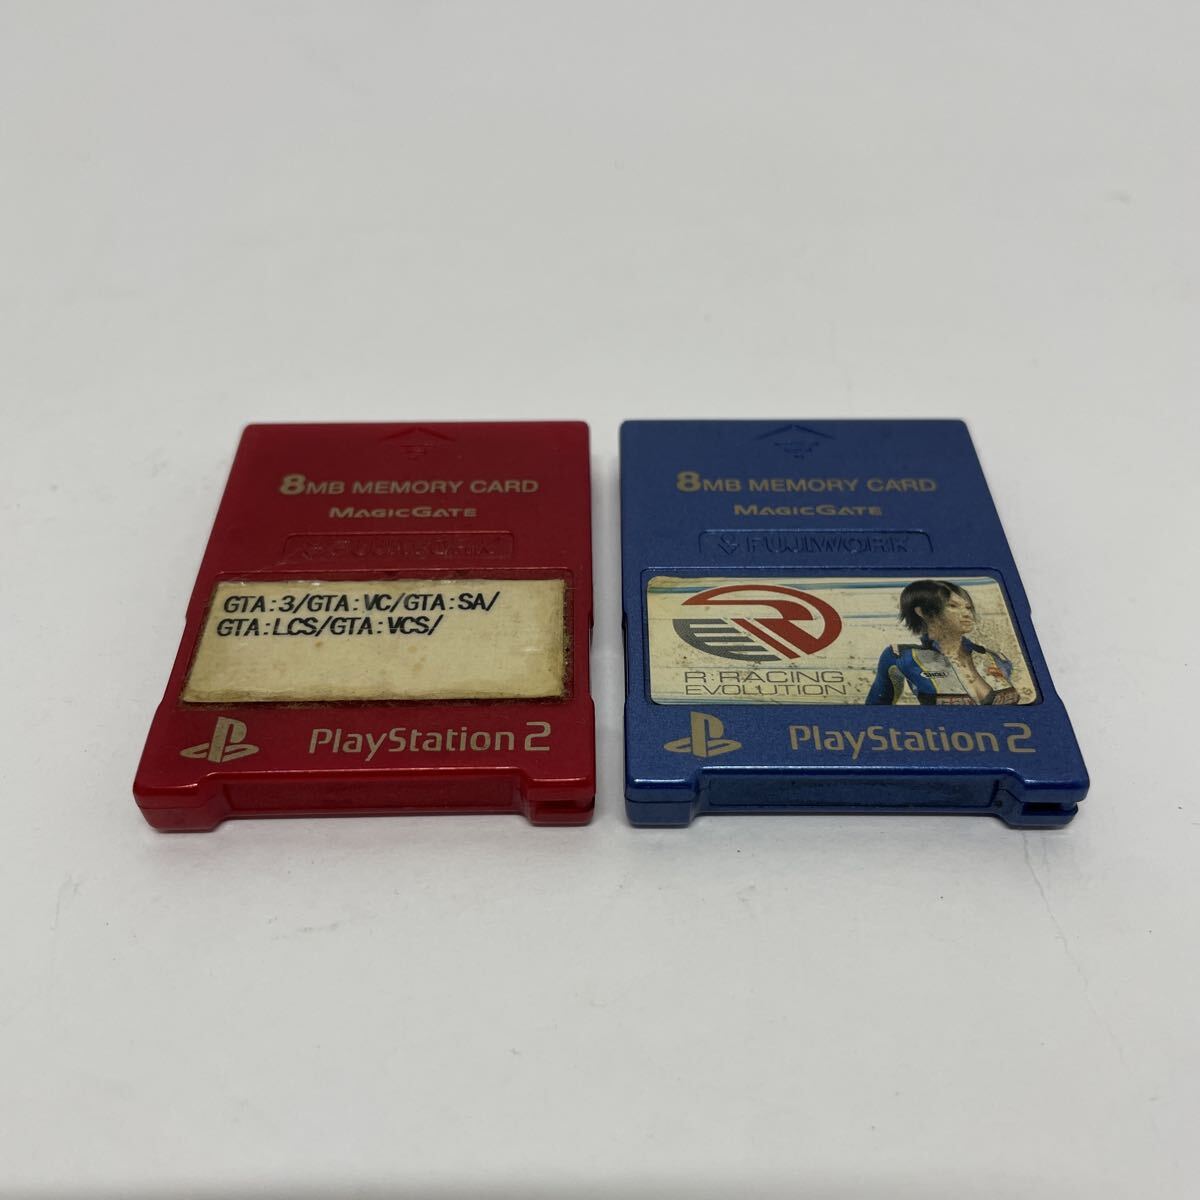 8MB MEMORY CARD
MAGICGATE
FUJIWORK
GTA:3/GTA:VC/GTA:SA/
GTA:LCS/GTA:VCS/
PlayStation 2
8MB MEMORY CARD
MAGICGATE
FUJIWORK
R:RACING
EVOLUTION
PlayStation 2